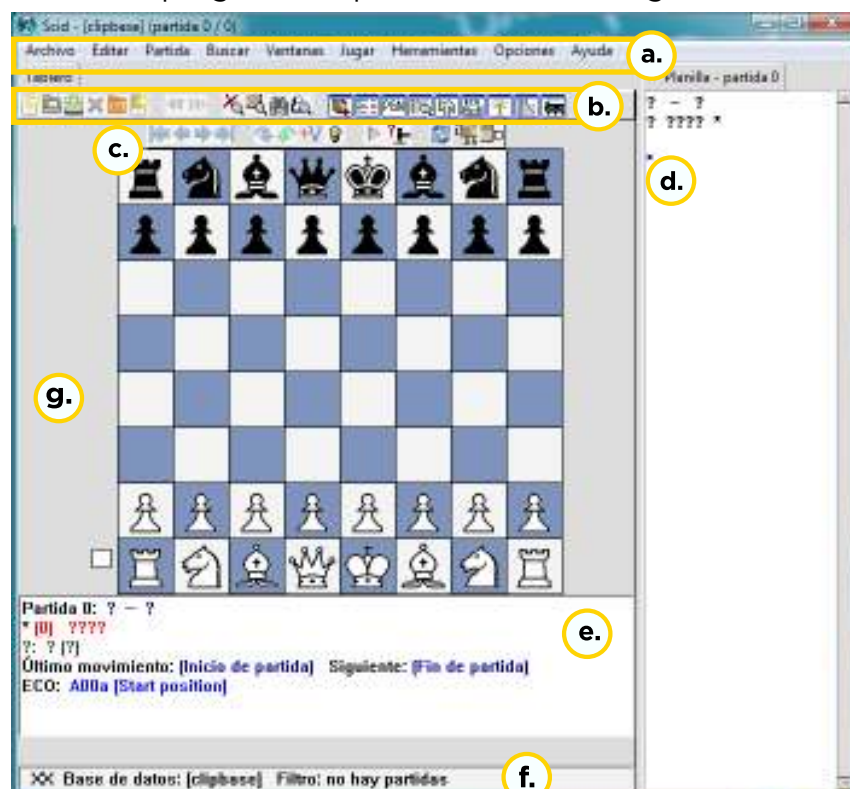 Scid - [clipbase] (partida 0 / 0)
Archivo Editar Partida Buscar Ventanas Jugar Herramientas Opciones Ayuda
a.
Tablero
Planilla - partida 0
b.
? - ?
? ???? *
+V
c.
*
d.
g.
Partida 0: ? - ?
* (0) ????
e.
?: ? (?)
Último movimiento: (Inicio de partida) Siguiente: (Fin de partida)
ECO: A00a [Start position]
XX Base de datos: [clipbase] Filtro: no hay partidas
f.